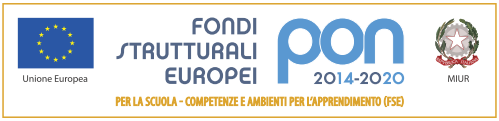 FONDI
STRUTTURALI
EUROPEI
pon
2014-2020
Unione Europea
MIUR
PER LA SCUOLA - COMPETENZE E AMBIENTI PER L'APPRENDIMENTO (FSE)